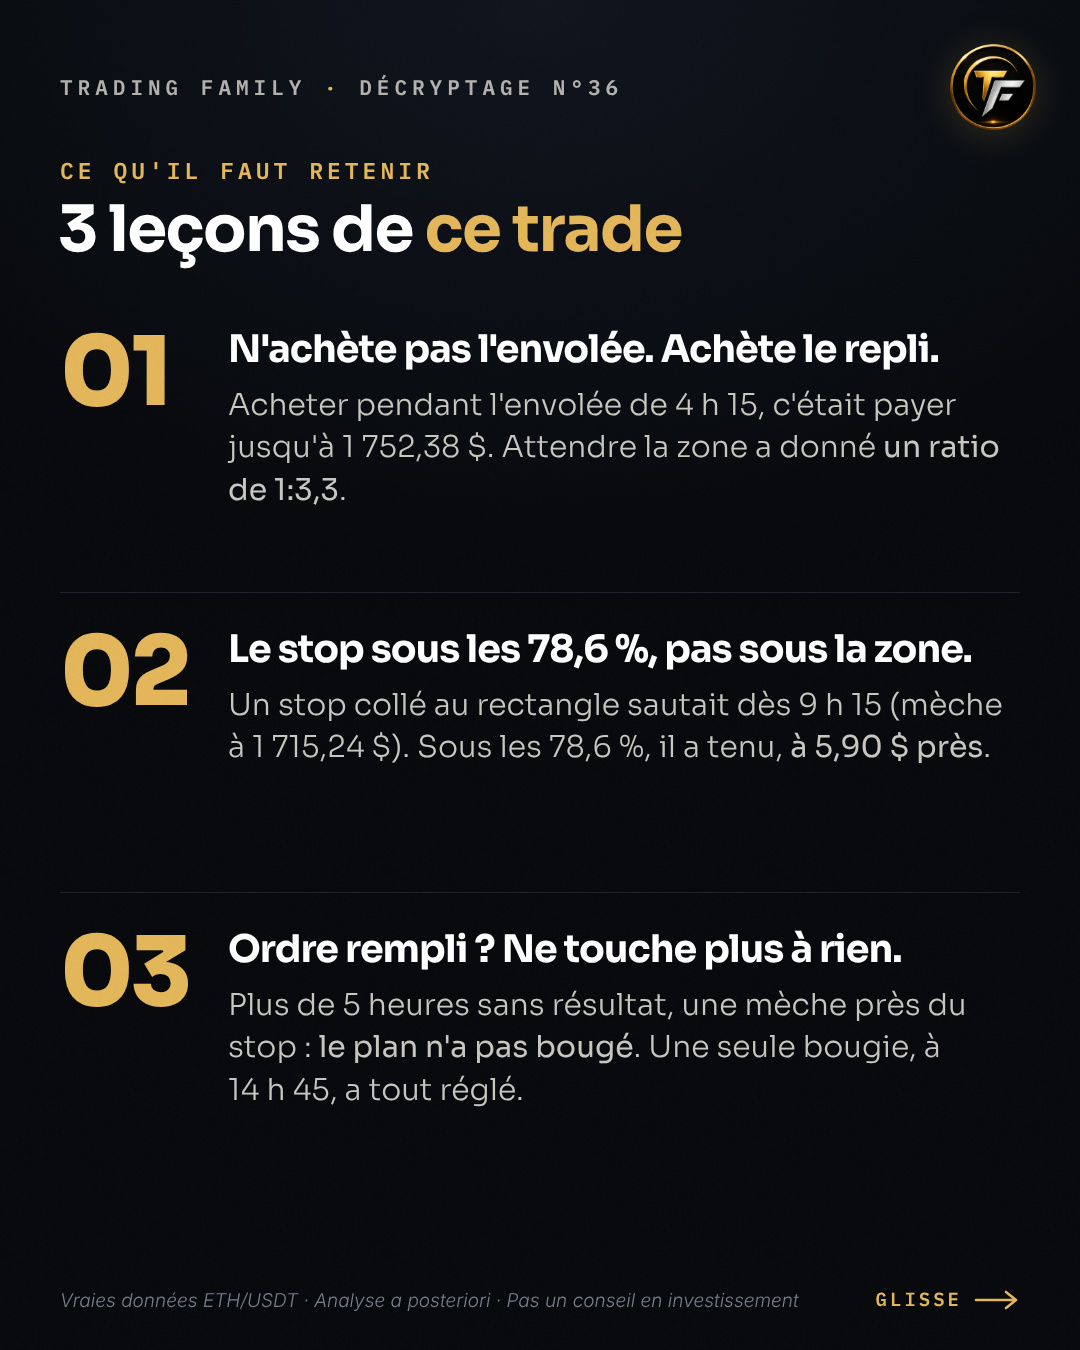 TRADING FAMILY · DÉCRYPTAGE N°36
TF
CE QU'IL FAUT RETENIR
3 leçons de ce trade
01
N'achète pas l'envolée. Achète le repli.
Acheter pendant l'envolée de 4 h 15, c'était payer
jusqu'à 1 752,38 $. Attendre la zone a donné un ratio
de 1:3,3.
02
Le stop sous les 78,6 %, pas sous la zone.
Un stop collé au rectangle sautait dès 9 h 15 (mèche
à 1 715,24 $). Sous les 78,6 %, il a tenu, à 5,90 $ près.
03
Ordre rempli ? Ne touche plus à rien.
Plus de 5 heures sans résultat, une mèche près du
stop : le plan n'a pas bougé. Une seule bougie, à
14 h 45, a tout réglé.
Vraies données ETH/USDT · Analyse a posteriori · Pas un conseil en investissement
GLISSE →